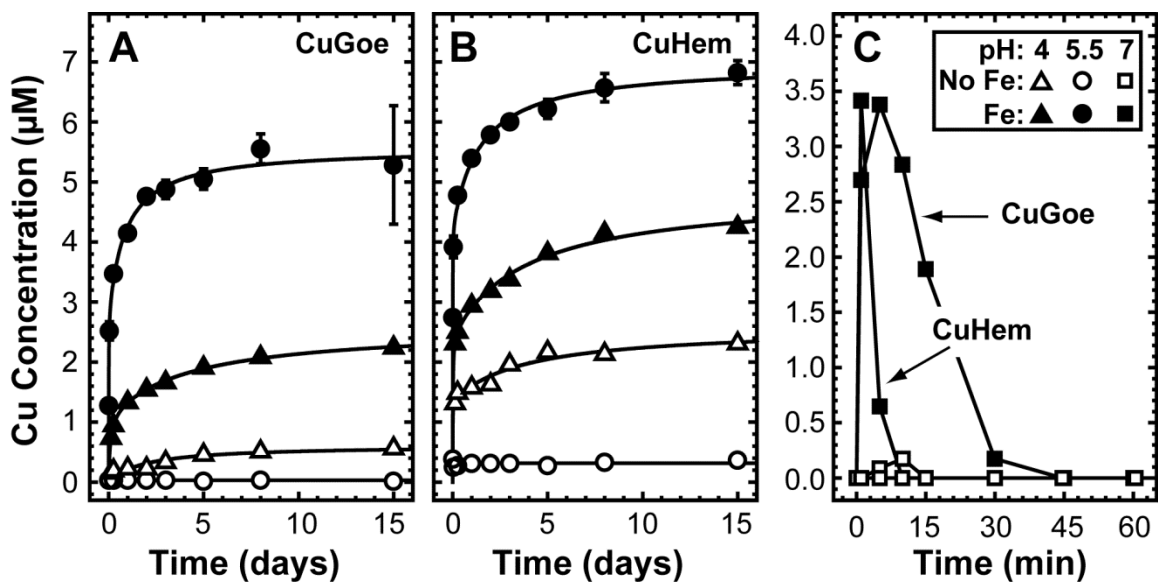 A
CuGoe
B
CuHem
C
pH: 4 5.5 7
No Fe:
Fe:
CuGoe
CuHem
Cu Concentration (µM)
7
6
5
4
3
2
1
0
4.0
3.5
3.0
2.5
2.0
1.5
1.0
0.5
0.0
0 5 10 15
0 5 10 15
0 15 30 45 60
Time (days)
Time (days)
Time (min)